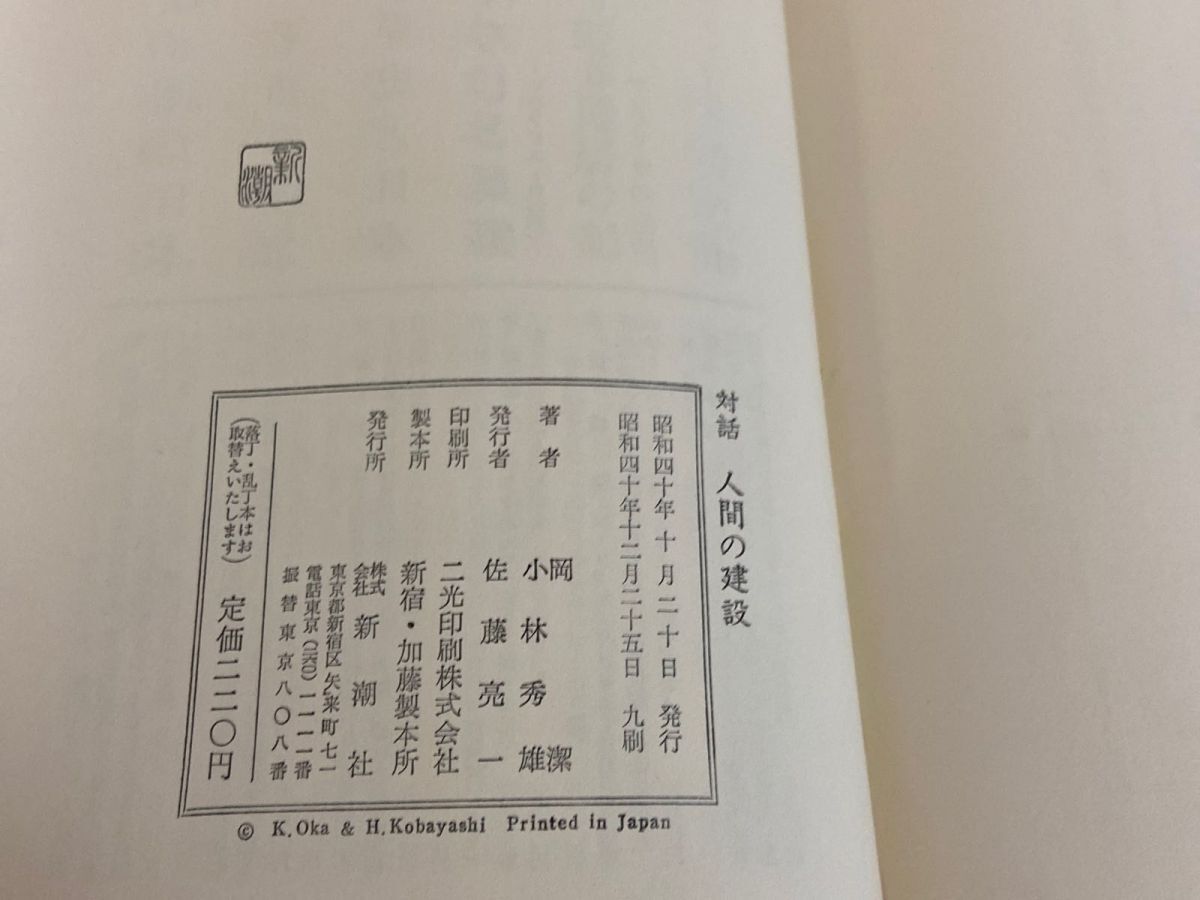 新潮
対話 人間の建設
昭和四十年 十 月二十日 発行
昭和四十年十二月二十五日 九刷
著者 岡 潔
小林秀雄
発行者 佐藤亮一
印刷所 二光印刷株式会社
製本所 新宿・加藤製本所
発行所 株式会社 新潮社
東京都新宿区矢来町七一
電話東京(260)一一一一番
振替東京八〇八番
定価二二〇円
(落丁・乱丁本はお
取替えいたします)
© K. Oka & H. Kobayashi Printed in Japan